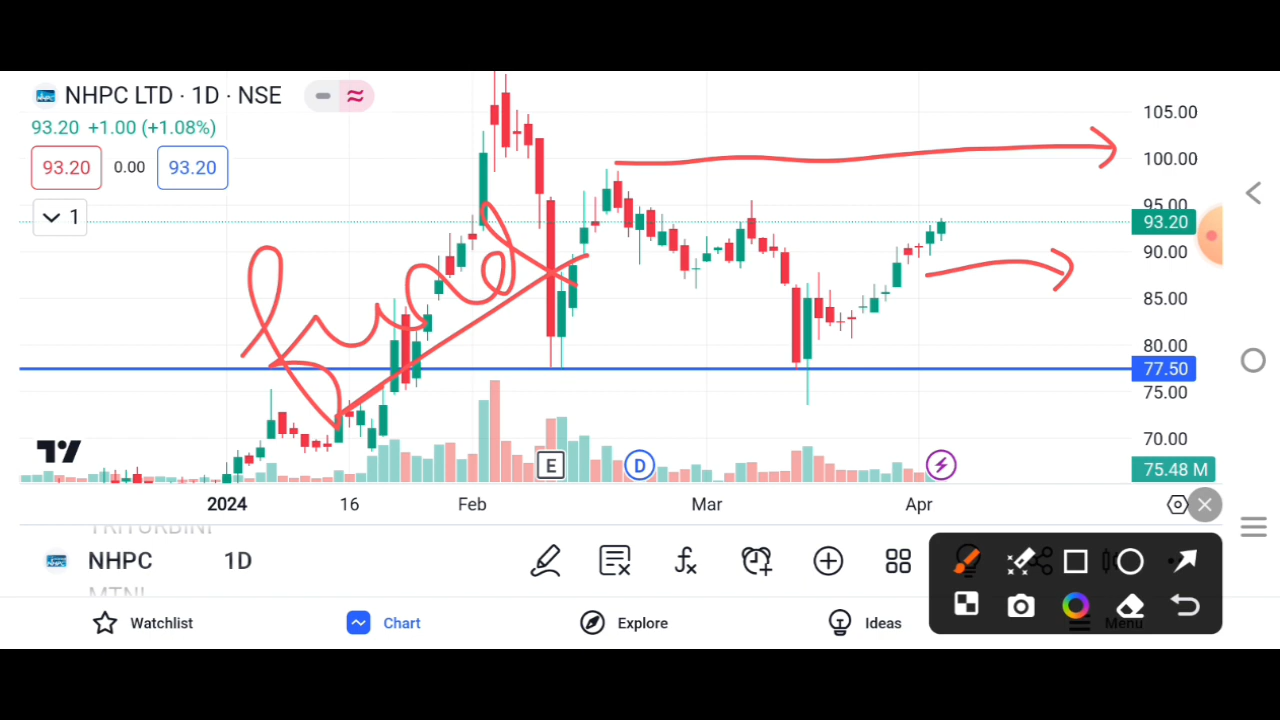 NHPC LTD · 1D · NSE
93.20 +1.00 (+1.08%)
93.20 0.00 93.20
1
105.00
100.00
95.00
93.20
90.00
85.00
80.00
77.50
75.00
70.00
75.48 M
E D
2024 16 Feb Mar Apr
NHPC 1D
Watchlist Chart Explore Ideas Menu